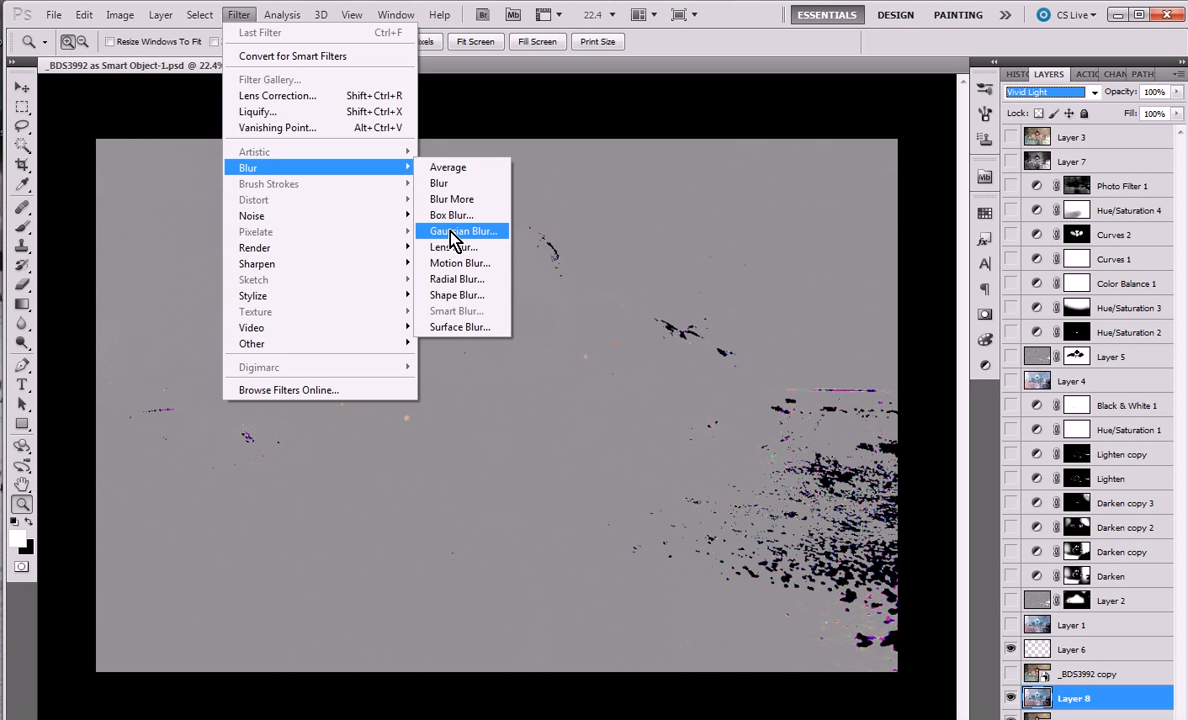 Ps File Edit Image Layer Select Filter Analysis 3D View Window Help Br Mb 22.4 ESSENTIALS DESIGN PAINTING CS Live
Resize Windows To Fit Fit Screen Fill Screen Print Size
_BDS3992 as Smart Object-1.psd @ 22.4%
Last Filter Ctrl+F
Convert for Smart Filters
Filter Gallery...
Lens Correction... Shift+Ctrl+R
Liquify... Shift+Ctrl+X
Vanishing Point... Alt+Ctrl+V
Artistic
Blur
Brush Strokes
Distort
Noise
Pixelate
Render
Sharpen
Sketch
Stylize
Texture
Video
Other
Digimarc
Browse Filters Online...
Average
Blur
Blur More
Box Blur...
Gaussian Blur...
Lens Blur...
Motion Blur...
Radial Blur...
Shape Blur...
Smart Blur...
Surface Blur...
HISTO LAYERS ACTIO CHAN PATH
Vivid Light Opacity: 100%
Lock: Fill: 100%
Layer 3
Layer 7
Photo Filter 1
Hue/Saturation 4
Curves 2
Curves 1
Color Balance 1
Hue/Saturation 3
Hue/Saturation 2
Layer 5
Layer 4
Black & White 1
Hue/Saturation 1
Lighten copy
Lighten
Darken copy 3
Darken copy 2
Darken copy
Darken
Layer 2
Layer 1
Layer 6
_BDS3992 copy
Layer 8